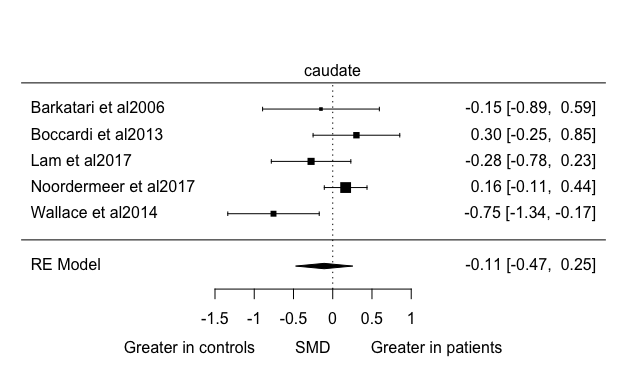 caudate
Barkatari et al2006 -0.15 [-0.89, 0.59]
Boccardi et al2013 0.30 [-0.25, 0.85]
Lam et al2017 -0.28 [-0.78, 0.23]
Noordermeer et al2017 0.16 [-0.11, 0.44]
Wallace et al2014 -0.75 [-1.34, -0.17]
RE Model -0.11 [-0.47, 0.25]
-1.5 -1 -0.5 0 0.5 1
Greater in controls SMD Greater in patients